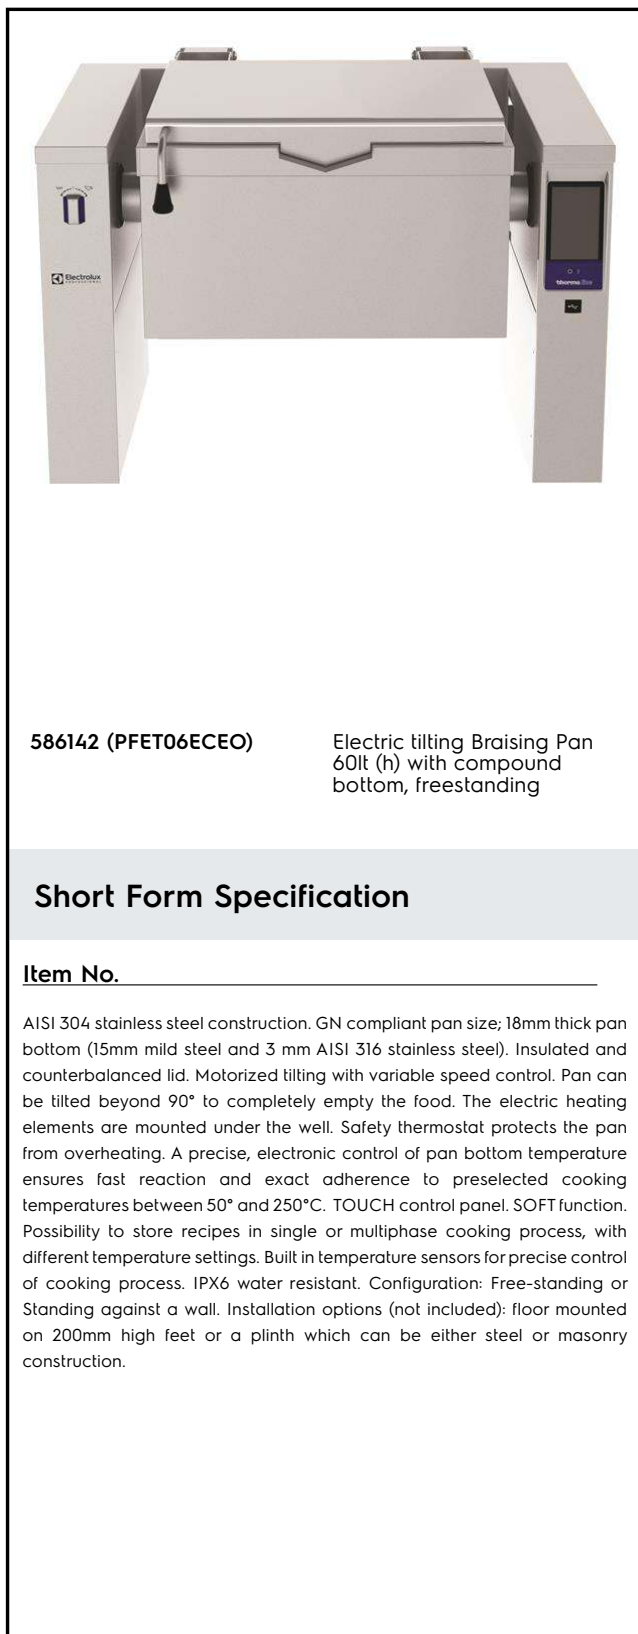 Electrolux
PROFESSIONAL
thermaline
586142 (PFET06ECEO)
Electric tilting Braising Pan
60lt (h) with compound
bottom, freestanding
Short Form Specification
Item No.
AISI 304 stainless steel construction. GN compliant pan size; 18mm thick pan
bottom (15mm mild steel and 3 mm AISI 316 stainless steel). Insulated and
counterbalanced lid. Motorized tilting with variable speed control. Pan can
be tilted beyond 90° to completely empty the food. The electric heating
elements are mounted under the well. Safety thermostat protects the pan
from overheating. A precise, electronic control of pan bottom temperature
ensures fast reaction and exact adherence to preselected cooking
temperatures between 50° and 250°C. TOUCH control panel. SOFT function.
Possibility to store recipes in single or multiphase cooking process, with
different temperature settings. Built in temperature sensors for precise control
of cooking process. IPX6 water resistant. Configuration: Free-standing or
Standing against a wall. Installation options (not included): floor mounted
on 200mm high feet or a plinth which can be either steel or masonry
construction.